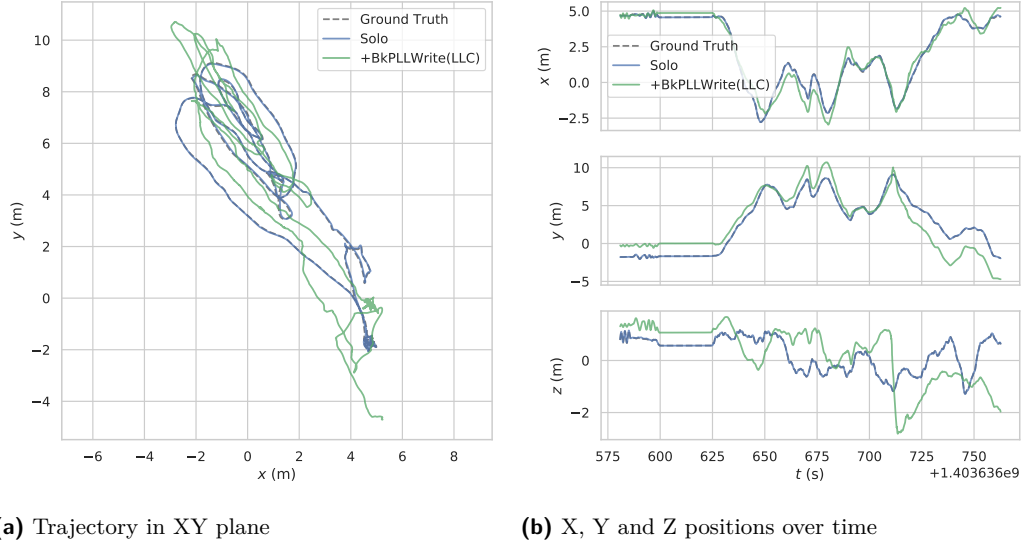 Ground Truth
Solo
+BkPLLWrite(LLC)
10
8
6
4
2
0
−2
−4
y (m)
−6 −4 −2 0 2 4 6 8
x (m)
(a) Trajectory in XY plane
Ground Truth
Solo
+BkPLLWrite(LLC)
5.0
2.5
0.0
−2.5
x (m)
10
5
0
−5
y (m)
0
−2
z (m)
575 600 625 650 675 700 725 750
t (s)
+1.403636e9
(b) X, Y and Z positions over time